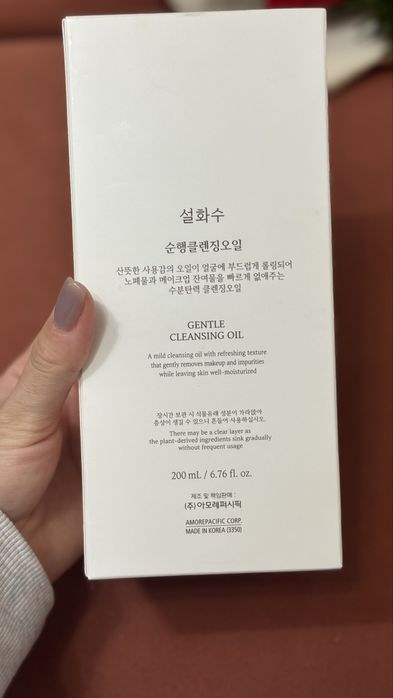 설화수
순행클렌징오일
산뜻한 사용감의 오일이 얼굴에 부드럽게 롤링되어
노폐물과 메이크업 잔여물을 빠르게 없애주는
수분탄력 클렌징오일
GENTLE
CLEANSING OIL
A mild cleansing oil with refreshing texture
that gently removes makeup and impurities
while leaving skin well-moisturized
장시간 보관 시 식물유래 성분이 가라앉아
층상이 생길 수 있으니 흔들어 사용하십시오.
There may be a clear layer as
the plant-derived ingredients sink gradually
without frequent usage
200 mL / 6.76 fl. oz.
제조 및 책임판매 :
(주)아모레퍼시픽
AMOREPACIFIC CORP.
MADE IN KOREA (3350)